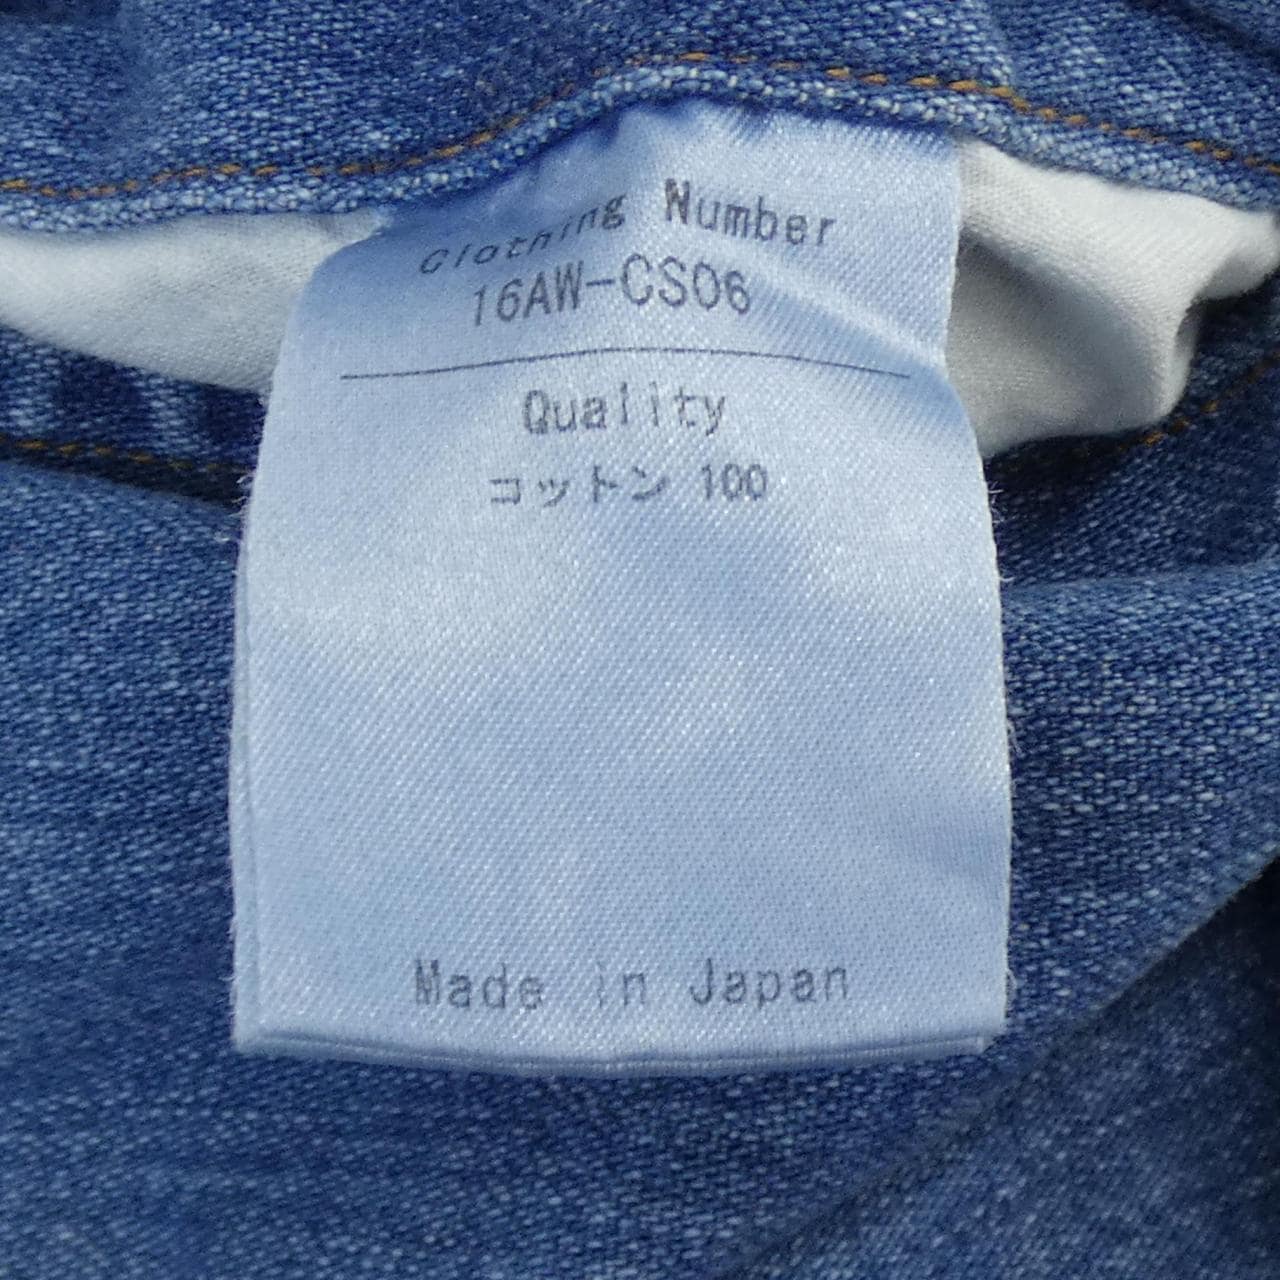 Clothing Number
16AW-CS06
Quality
コットン 100
Made in Japan